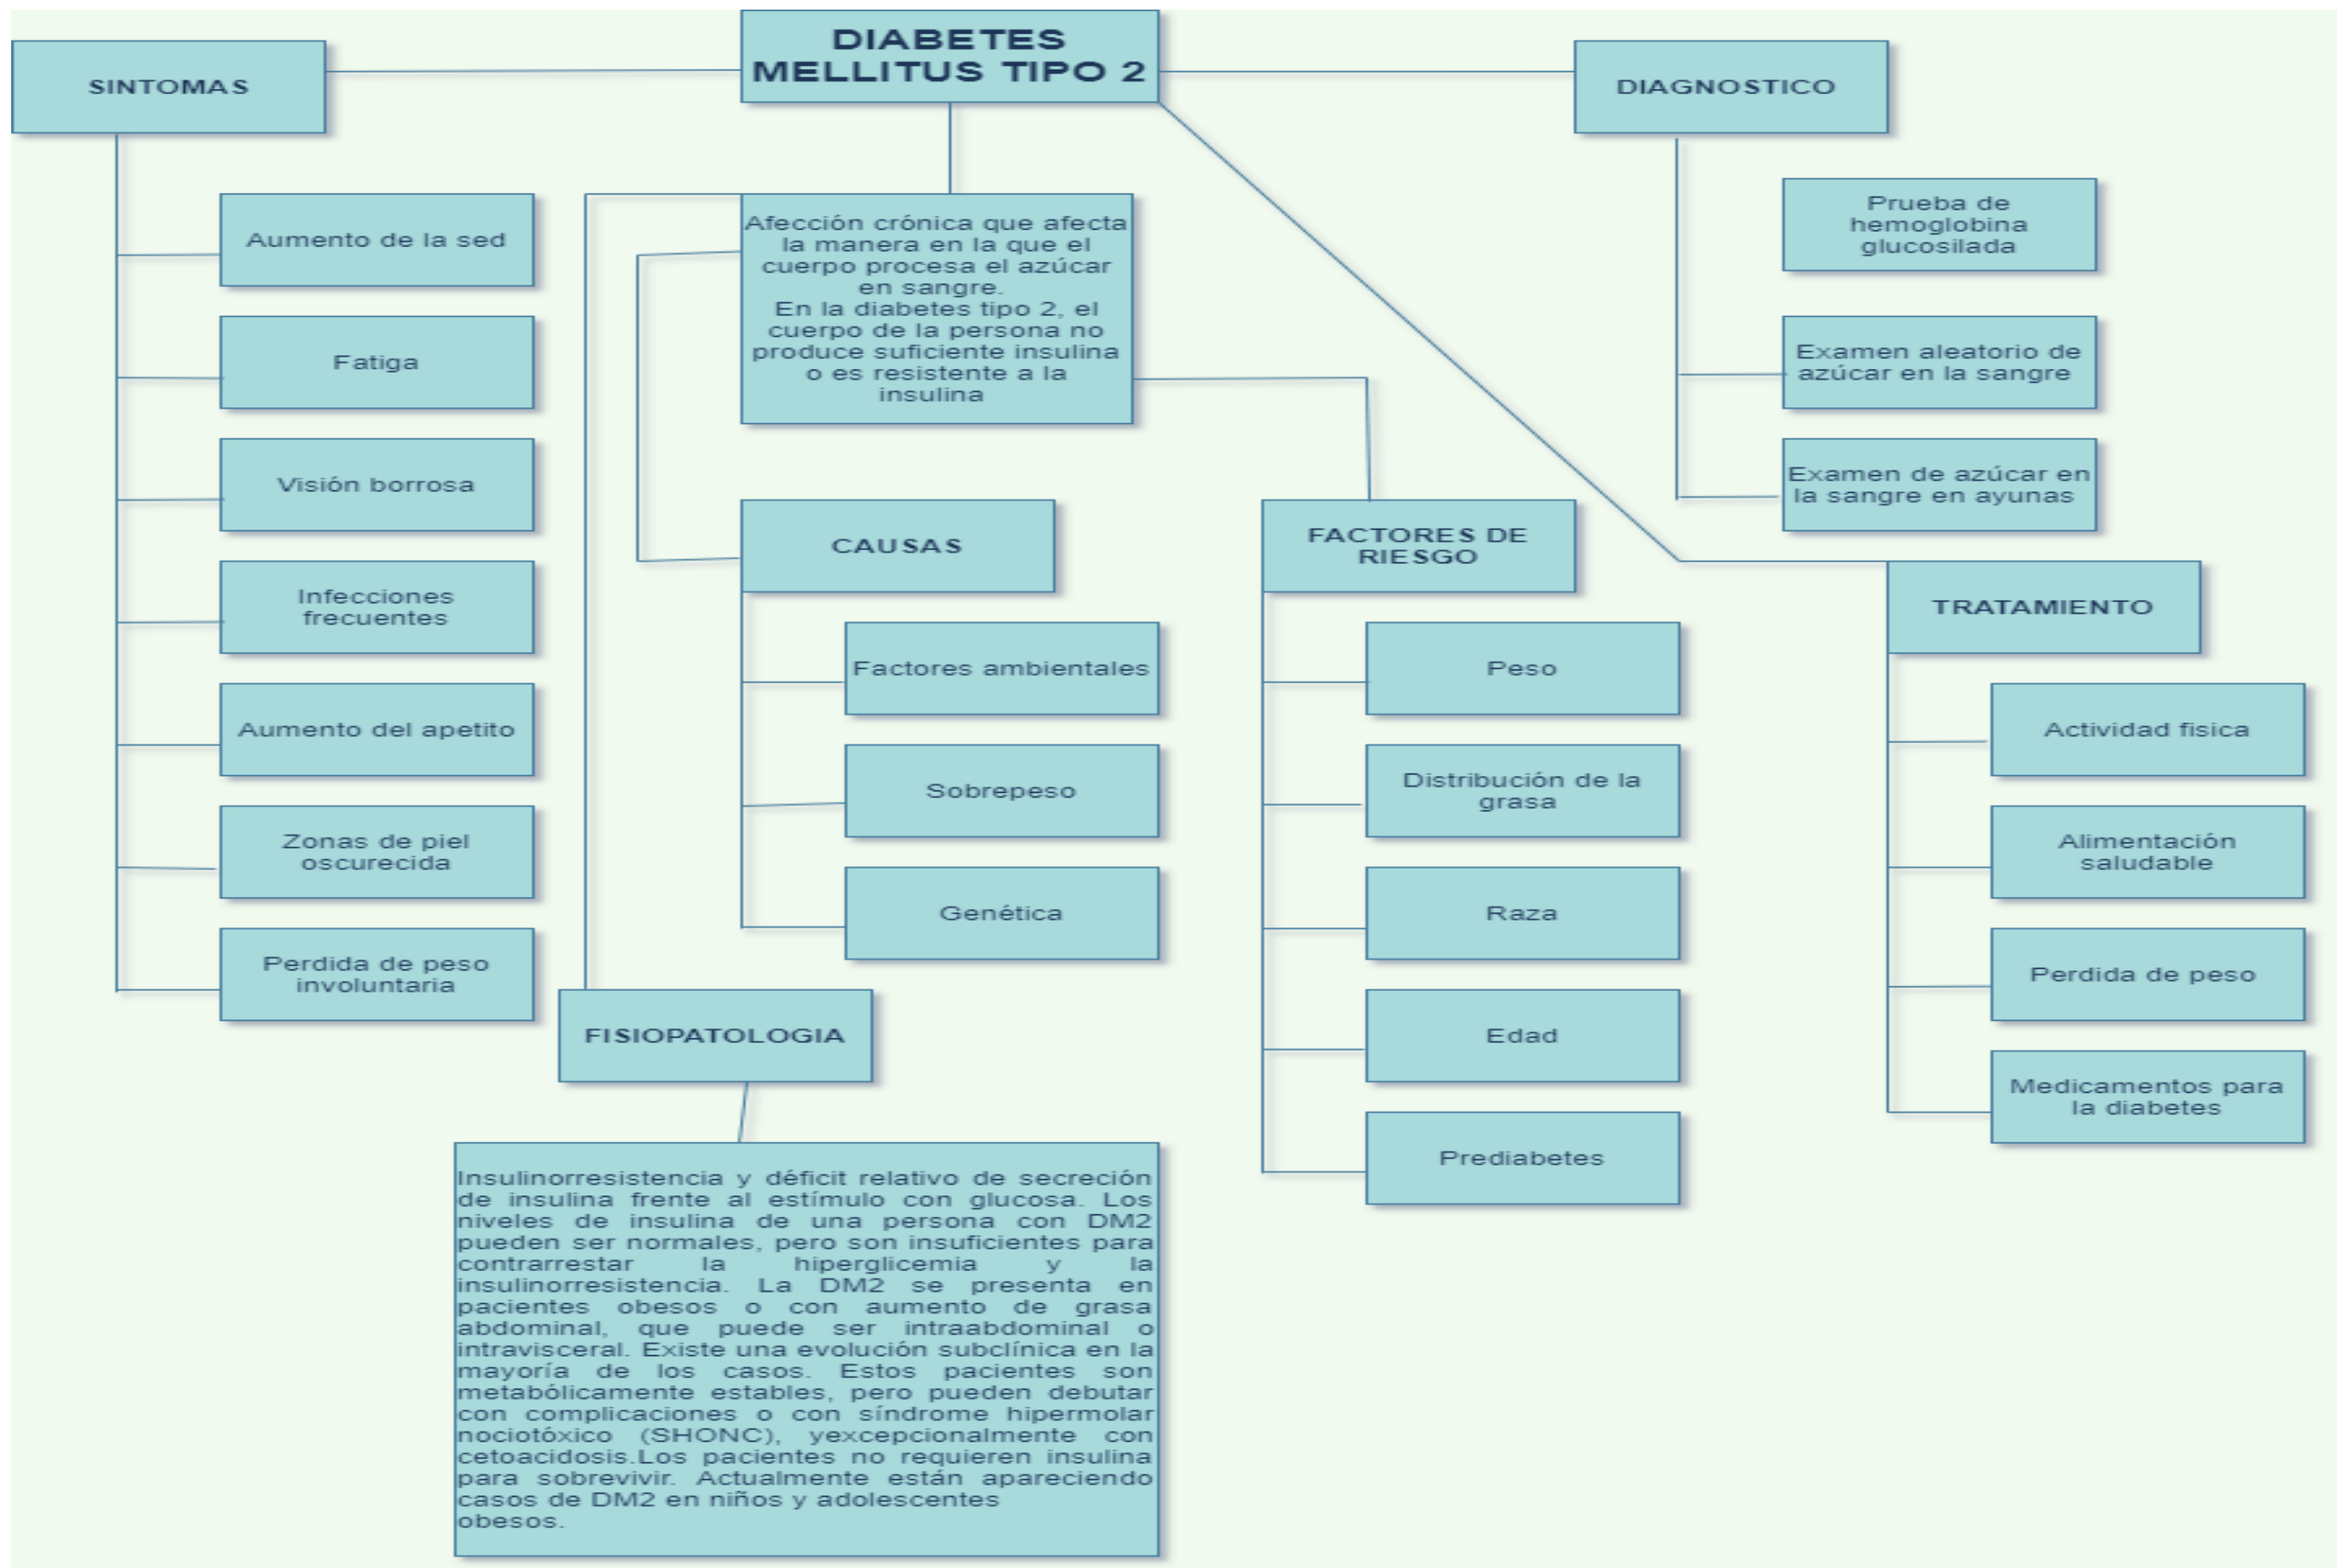 DIABETES
MELLITUS TIPO 2
SINTOMAS
Aumento de la sed
Fatiga
Visión borrosa
Infecciones
frecuentes
Aumento del apetito
Zonas de piel
oscurecida
Perdida de peso
involuntaria
Afección crónica que afecta
la manera en la que el
cuerpo procesa el azúcar
en sangre.
En la diabetes tipo 2, el
cuerpo de la persona no
produce suficiente insulina
o es resistente a la
insulina
CAUSAS
Factores ambientales
Sobrepeso
Genética
FISIOPATOLOGIA
Insulinorresistencia y déficit relativo de secreción
de insulina frente al estímulo con glucosa. Los
niveles de insulina de una persona con DM2
pueden ser normales, pero son insuficientes para
contrarrestar la hiperglicemia y la
insulinorresistencia. La DM2 se presenta en
pacientes obesos o con aumento de grasa
abdominal, que puede ser intraabdominal o
intravisceral. Existe una evolución subclínica en la
mayoría de los casos. Estos pacientes son
metabólicamente estables, pero pueden debutar
con complicaciones o con síndrome hipermolar
nociotóxico (SHONC), yexcepcionalmente con
cetoacidosis.Los pacientes no requieren insulina
para sobrevivir. Actualmente están apareciendo
casos de DM2 en niños y adolescentes
obesos.
FACTORES DE
RIESGO
Peso
Distribución de la
grasa
Raza
Edad
Prediabetes
DIAGNOSTICO
Prueba de
hemoglobina
glucosilada
Examen aleatorio de
azúcar en la sangre
Examen de azúcar en
la sangre en ayunas
TRATAMIENTO
Actividad fisica
Alimentación
saludable
Perdida de peso
Medicamentos para
la diabetes